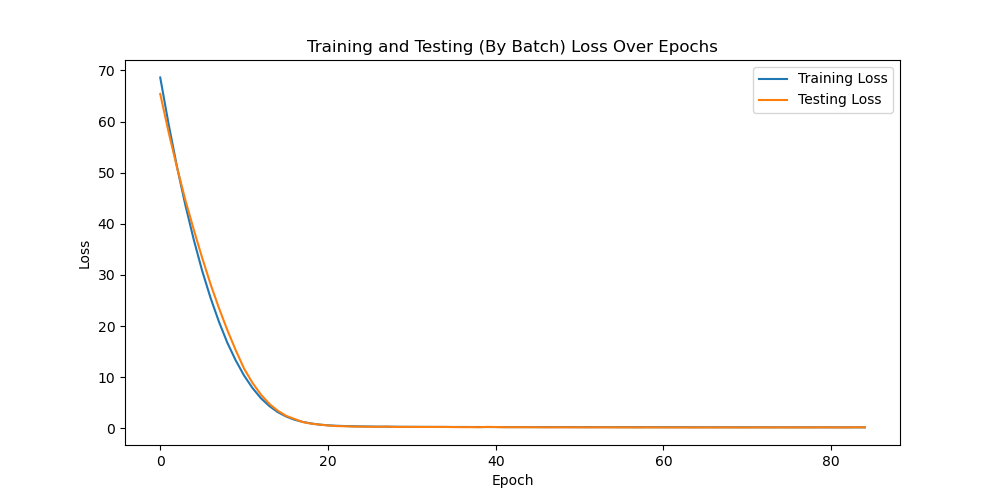 Training and Testing (By Batch) Loss Over Epochs
Training Loss
Testing Loss
Loss
70
60
50
40
30
20
10
0
0 20 40 60 80
Epoch